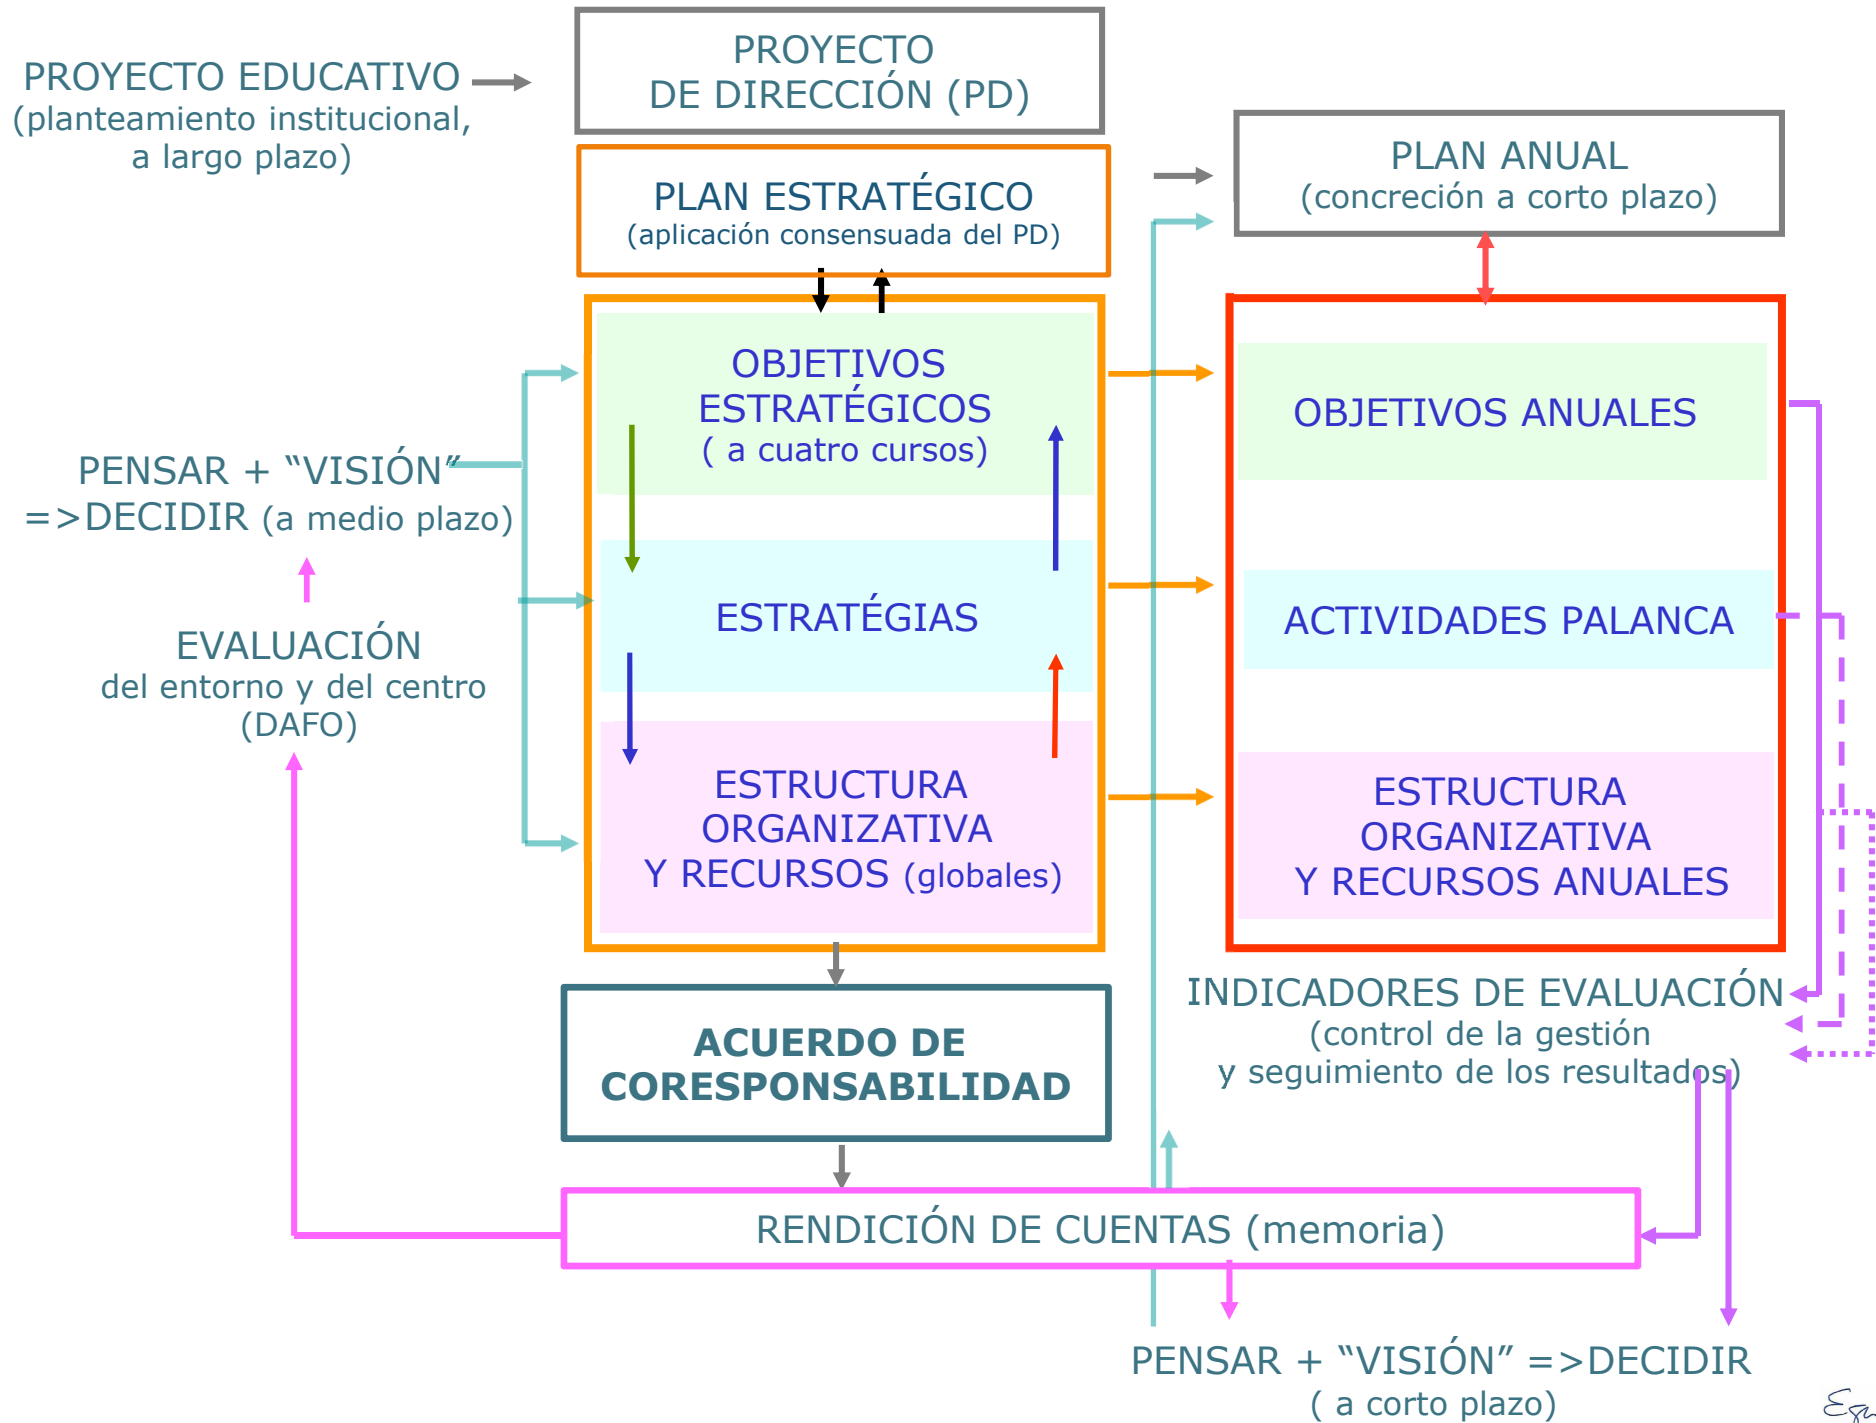 PROYECTO
DE DIRECCIÓN (PD)
PROYECTO EDUCATIVO
(planteamiento institucional,
a largo plazo)
PLAN ESTRATÉGICO
(aplicación consensuada del PD)
PLAN ANUAL
(concreción a corto plazo)
OBJETIVOS
ESTRATÉGICOS
( a cuatro cursos)
OBJETIVOS ANUALES
PENSAR + “VISIÓN”
=>DECIDIR (a medio plazo)
ESTRATÉGIAS
ACTIVIDADES PALANCA
EVALUACIÓN
del entorno y del centro
(DAFO)
ESTRUCTURA
ORGANIZATIVA
Y RECURSOS (globales)
ESTRUCTURA
ORGANIZATIVA
Y RECURSOS ANUALES
INDICADORES DE EVALUACIÓN
(control de la gestión
y seguimiento de los resultados)
ACUERDO DE
CORESPONSABILIDAD
RENDICIÓN DE CUENTAS (memoria)
PENSAR + “VISIÓN” =>DECIDIR
( a corto plazo)